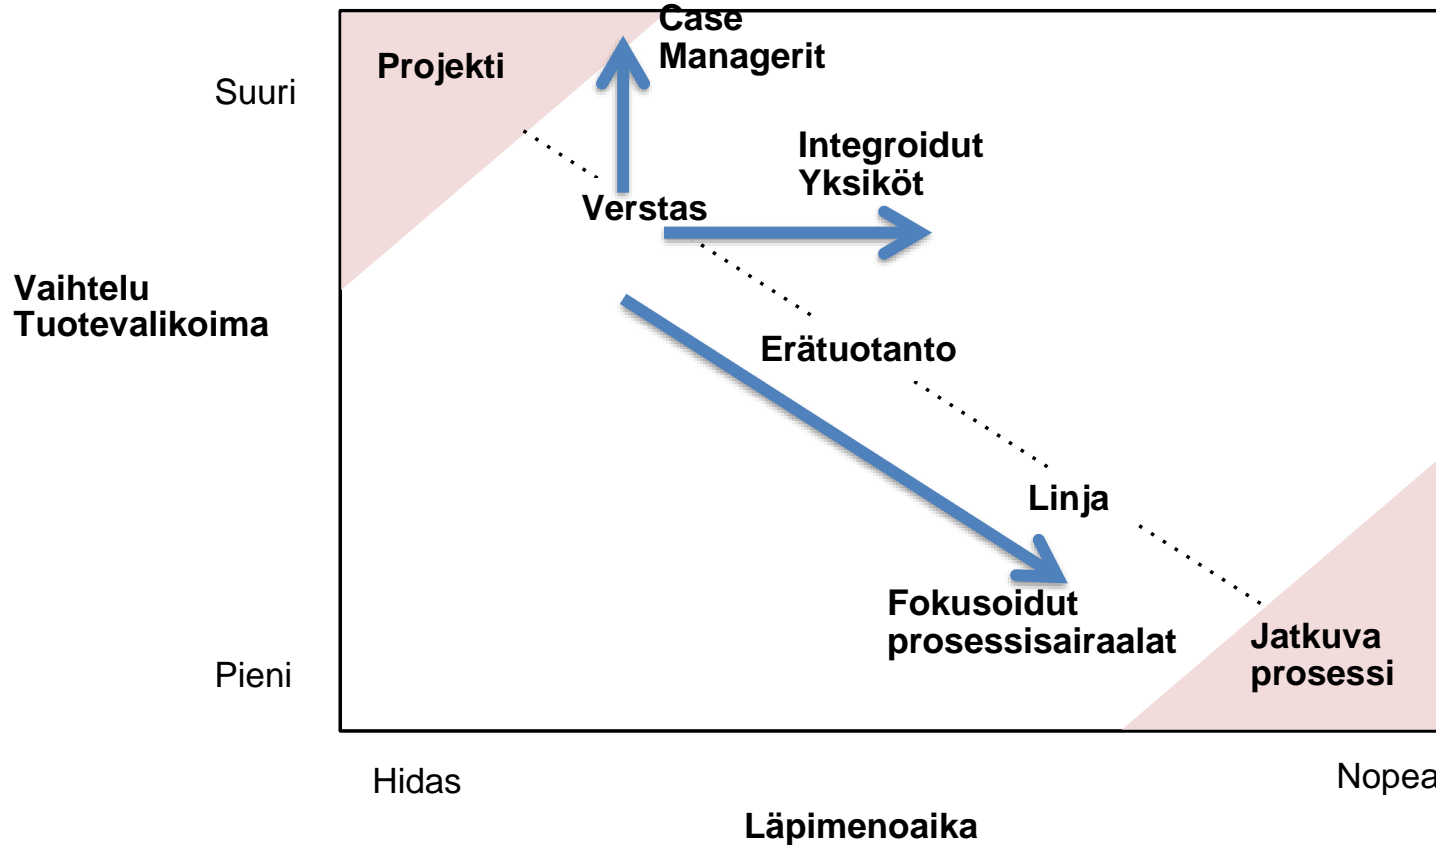 Case
Managerit
Projekti
Suuri
Integroidut
Yksiköt
Verstas
Vaihtelu
Tuotevalikoima
Erätuotanto
Linja
Fokusoidut
prosessisairaalat
Jatkuva
prosessi
Pieni
Hidas
Nopea
Läpimenoaika